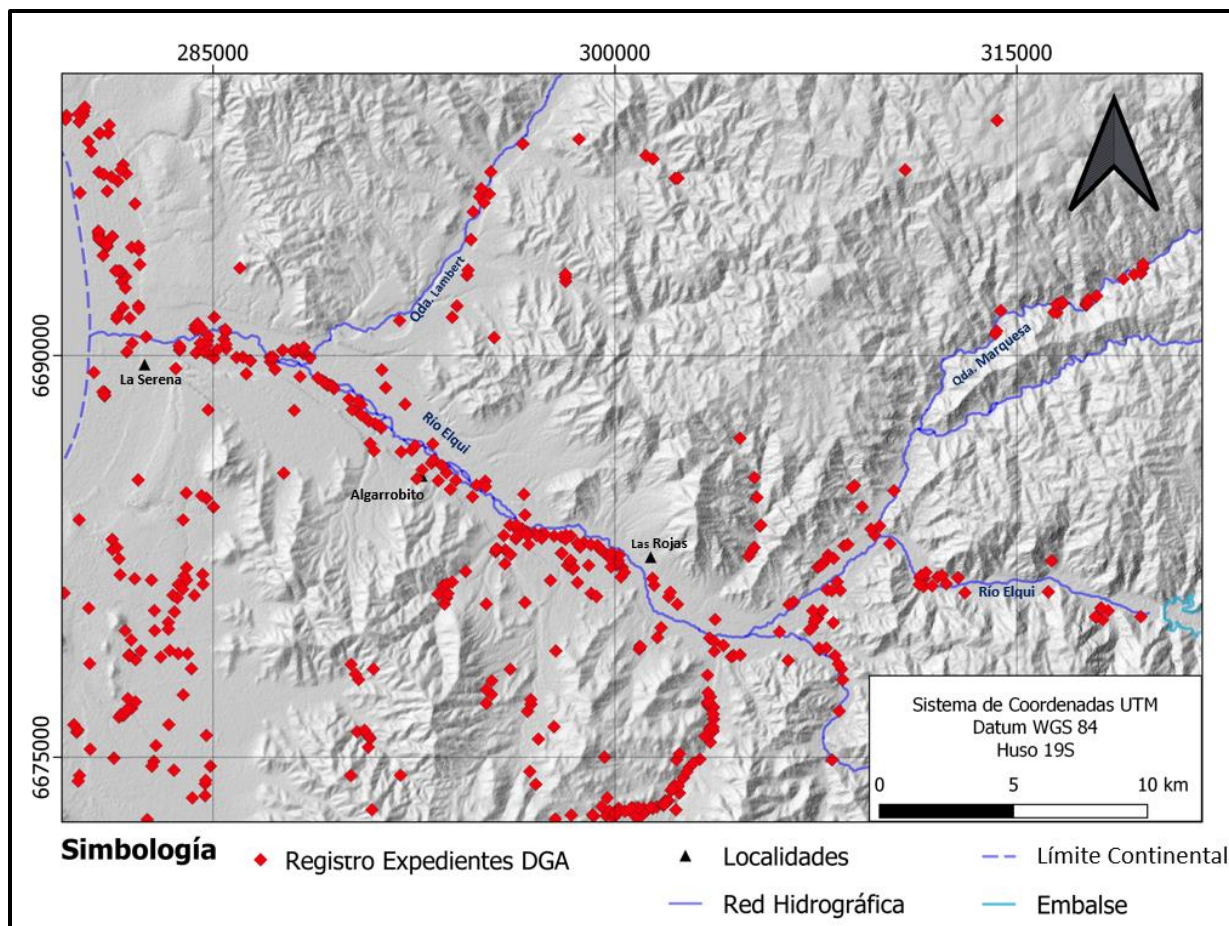 285000
300000
315000
6690000
6675000
Qda. Lambert
Qda. Marquesa
La Serena
Río Elqui
Algarrobito
Las Rojas
Río Elqui
Sistema de Coordenadas UTM
Datum WGS 84
Huso 19S
0 5 10 km
Simbología
Registro Expedientes DGA
Localidades
Límite Continental
Red Hidrográfica
Embalse